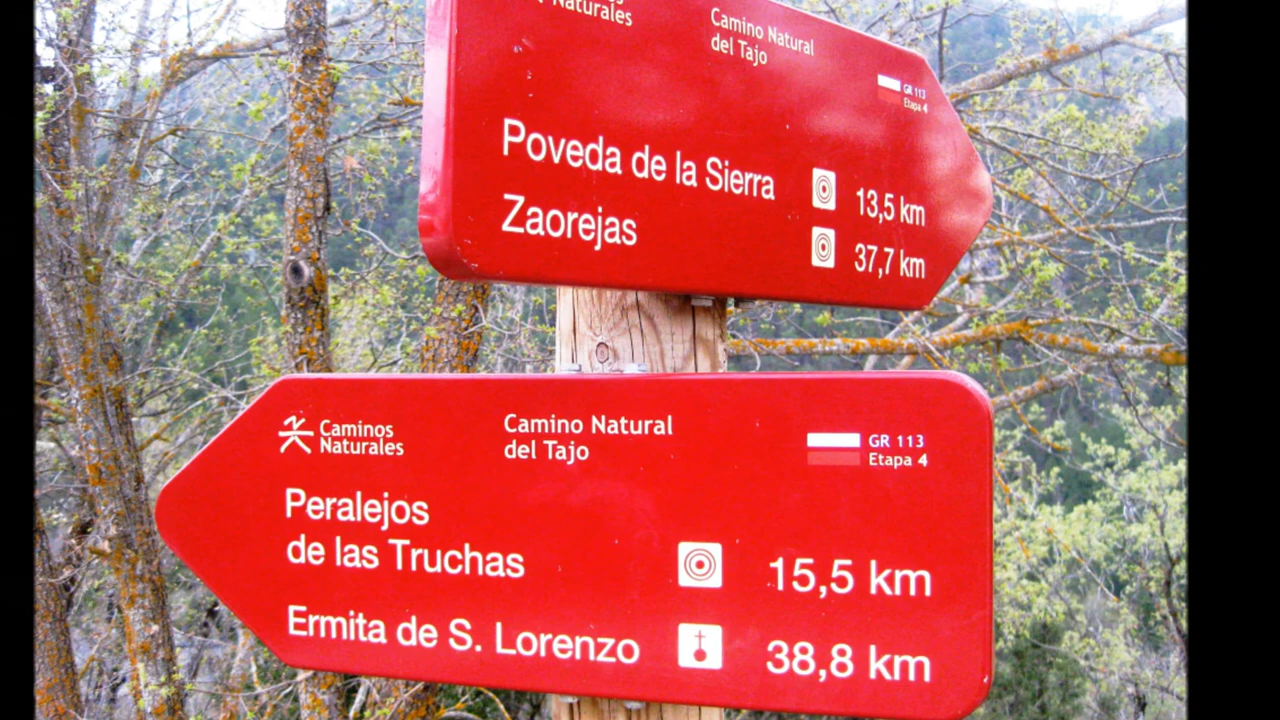 Naturales
Camino Natural
del Tajo
GR 113
Etapa 4
Poveda de la Sierra 13,5 km
Zaorejas 37,7 km
Caminos
Naturales
Camino Natural
del Tajo
GR 113
Etapa 4
Peralejos
de las Truchas 15,5 km
Ermita de S. Lorenzo 38,8 km